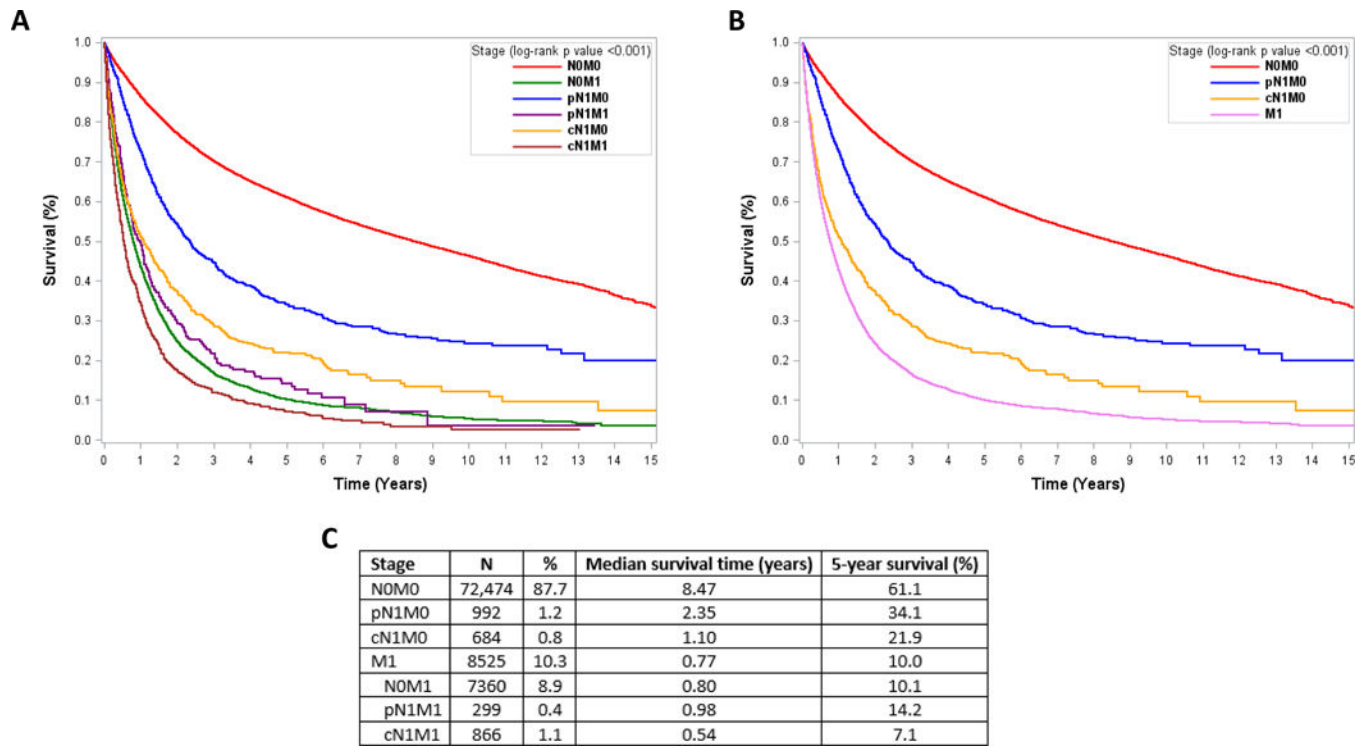 A
Survival (%)
1.0
0.9
0.8
0.7
0.6
0.5
0.4
0.3
0.2
0.1
0.0
Stage (log-rank p value <0.001)
N0M0
N0M1
pN1M0
pN1M1
cN1M0
cN1M1
0 1 2 3 4 5 6 7 8 9 10 11 12 13 14 15
Time (Years)
B
Survival (%)
1.0
0.9
0.8
0.7
0.6
0.5
0.4
0.3
0.2
0.1
0.0
Stage (log-rank p value <0.001)
N0M0
pN1M0
cN1M0
M1
0 1 2 3 4 5 6 7 8 9 10 11 12 13 14 15
Time (Years)
C
Stage N % Median survival time (years) 5-year survival (%)
N0M0 72,474 87.7 8.47 61.1
pN1M0 992 1.2 2.35 34.1
cN1M0 684 0.8 1.10 21.9
M1 8525 10.3 0.77 10.0
N0M1 7360 8.9 0.80 10.1
pN1M1 299 0.4 0.98 14.2
cN1M1 866 1.1 0.54 7.1